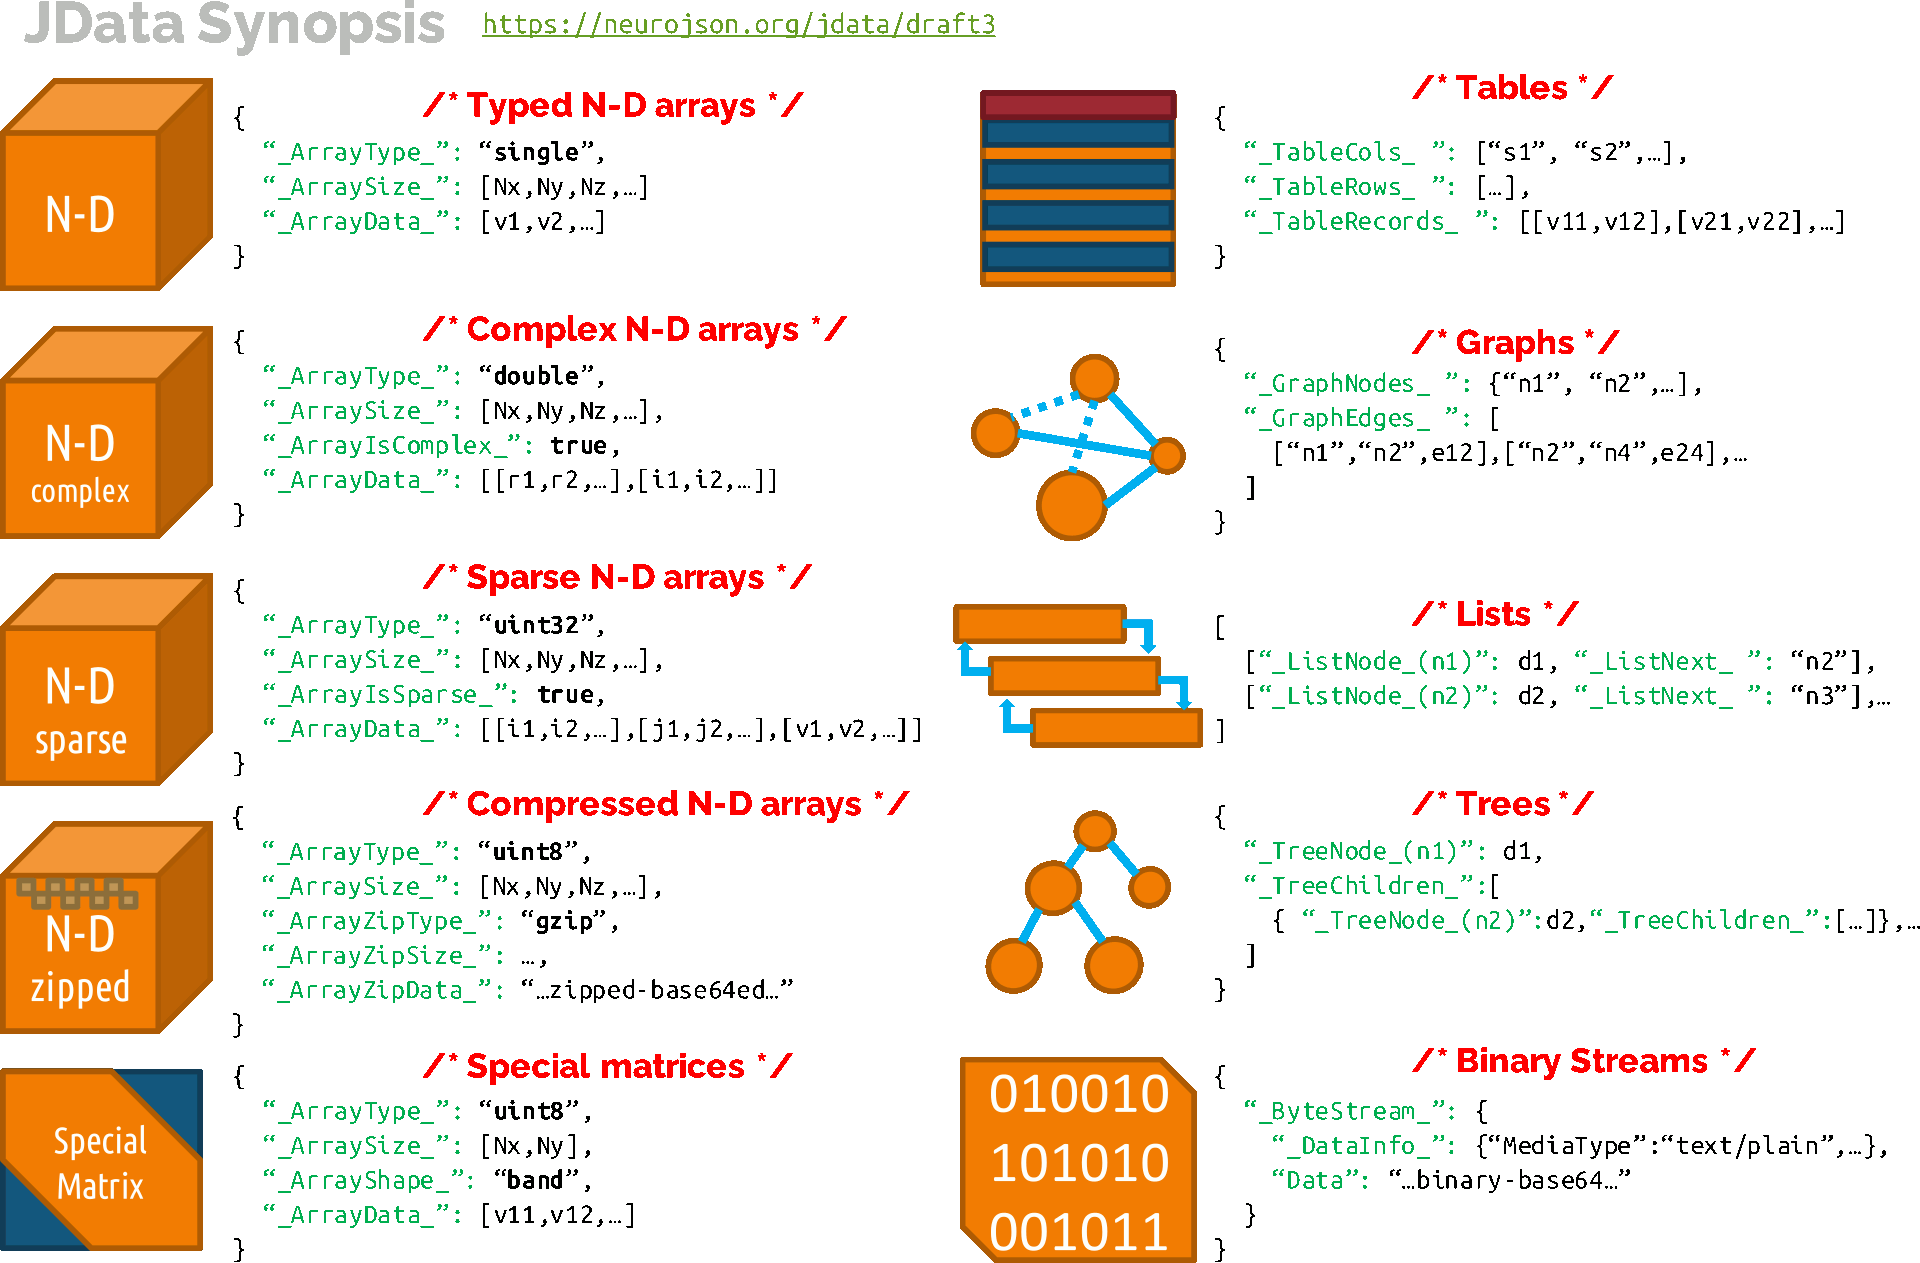 JData Synopsis
https://neurojson.org/jdata/draft3
N-D
/* Typed N-D arrays */
{
“_ArrayType_”: “single”,
“_ArraySize_”: [Nx,Ny,Nz,…]
“_ArrayData_”: [v1,v2,…]
}
N-D
complex
/* Complex N-D arrays */
{
“_ArrayType_”: “double”,
“_ArraySize_”: [Nx,Ny,Nz,…],
“_ArrayIsComplex_”: true,
“_ArrayData_”: [[r1,r2,…],[i1,i2,…]]
}
N-D
sparse
/* Sparse N-D arrays */
{
“_ArrayType_”: “uint32”,
“_ArraySize_”: [Nx,Ny,Nz,…],
“_ArrayIsSparse_”: true,
“_ArrayData_”: [[i1,i2,…],[j1,j2,…],[v1,v2,…]]
}
N-D
zipped
/* Compressed N-D arrays */
{
“_ArrayType_”: “uint8”,
“_ArraySize_”: [Nx,Ny,Nz,…],
“_ArrayZipType_”: “gzip”,
“_ArrayZipSize_”: …,
“_ArrayZipData_”: “…zipped-base64ed…”
}
Special
Matrix
/* Special matrices */
{
“_ArrayType_”: “uint8”,
“_ArraySize_”: [Nx,Ny],
“_ArrayShape_”: “band”,
“_ArrayData_”: [v11,v12,…]
}
/* Tables */
{
“_TableCols_ ”: [“s1”, “s2”,…],
“_TableRows_ ”: […],
“_TableRecords_ ”: [[v11,v12],[v21,v22],…]
}
/* Graphs */
{
“_GraphNodes_ ”: {“n1”, “n2”,…],
“_GraphEdges_ ”: [
[“n1”,“n2”,e12],[“n2”,“n4”,e24],…
]
}
/* Lists */
[
[“_ListNode_(n1)”: d1, “_ListNext_ ”: “n2”],
[“_ListNode_(n2)”: d2, “_ListNext_ ”: “n3”],…
]
/* Trees */
{
“_TreeNode_(n1)”: d1,
“_TreeChildren_”:[
{ “_TreeNode_(n2)”:d2,“_TreeChildren_”:[…]},…
]
}
010010
101010
001011
/* Binary Streams */
{
“_ByteStream_”: {
“_DataInfo_”: {“MediaType”:“text/plain”,…},
“Data”: “…binary-base64…”
}
}